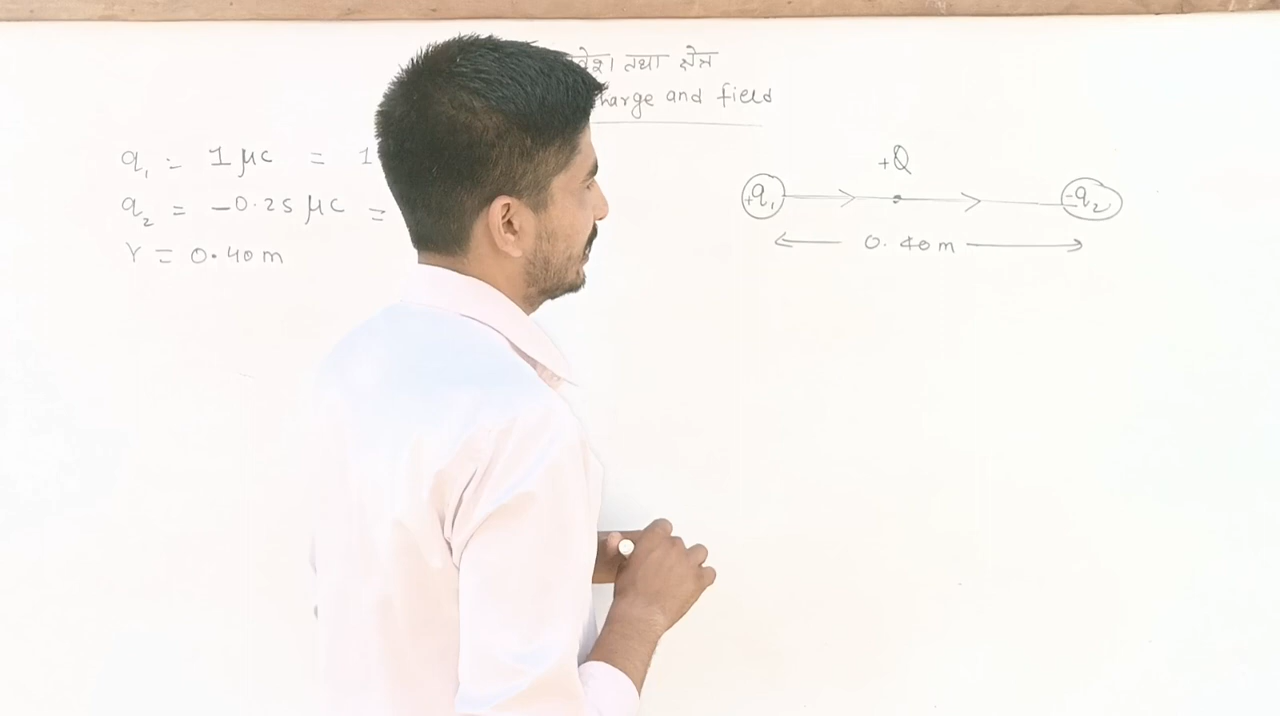 तथा क्षेत्र
harge and field
q₁ = 1 μc = 1
q₂ = -0.25 μc =
r = 0.40 m
+Q
+q₁
-q₂
0.40 m